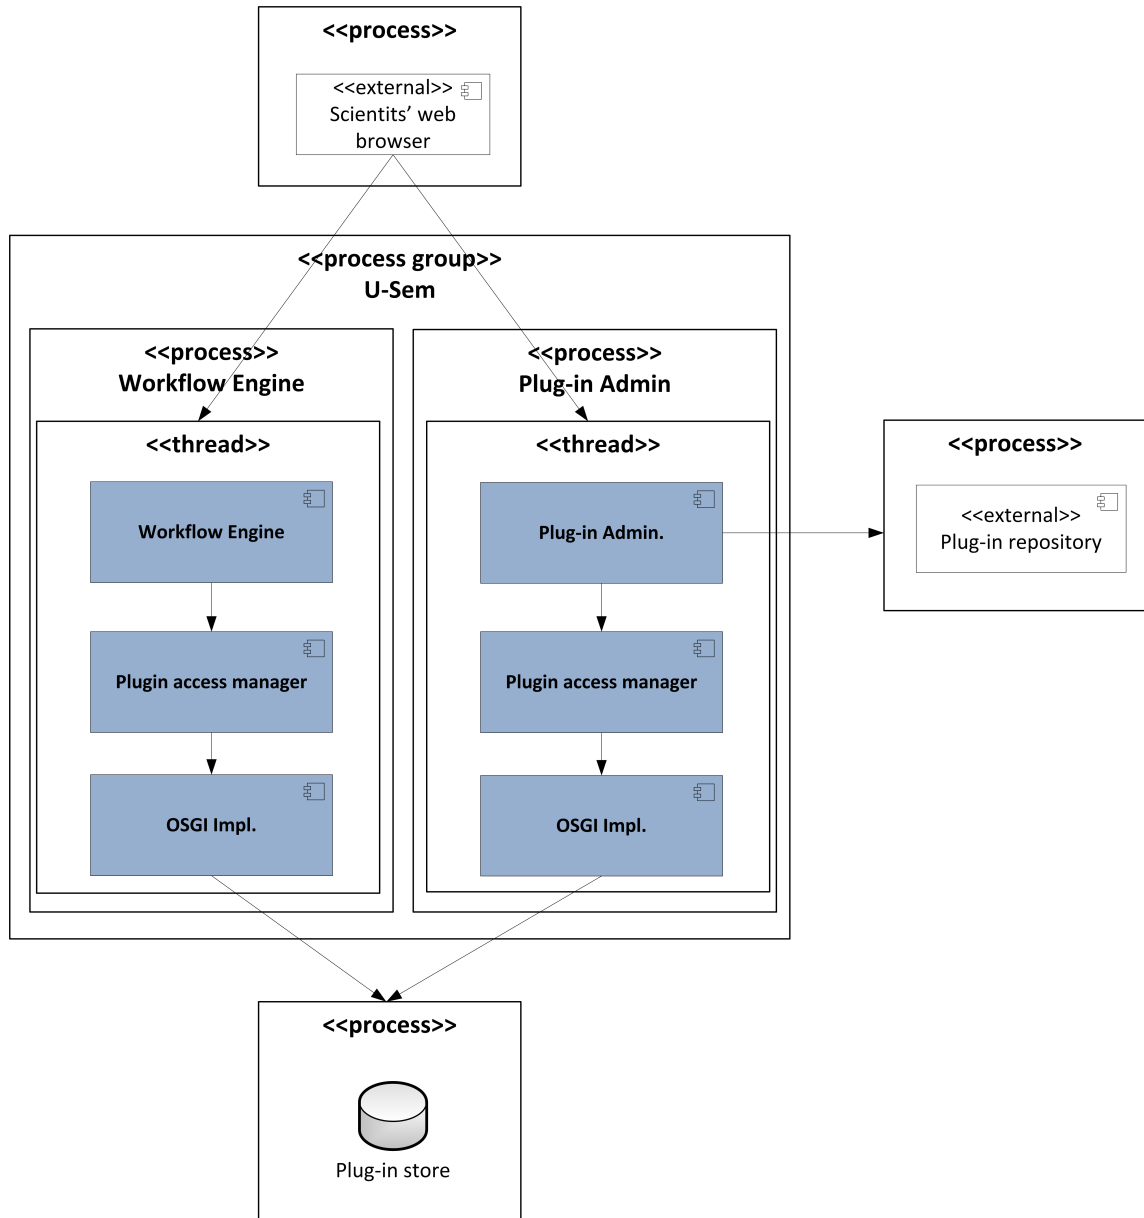 <<process>>
<<external>>
Scientits’ web
browser
<<process group>>
U-Sem
<<process>>
Workflow Engine
<<thread>>
Workflow Engine
Plugin access manager
OSGI Impl.
<<process>>
Plug-in Admin
<<thread>>
Plug-in Admin.
Plugin access manager
OSGI Impl.
<<process>>
<<external>>
Plug-in repository
<<process>>
Plug-in store